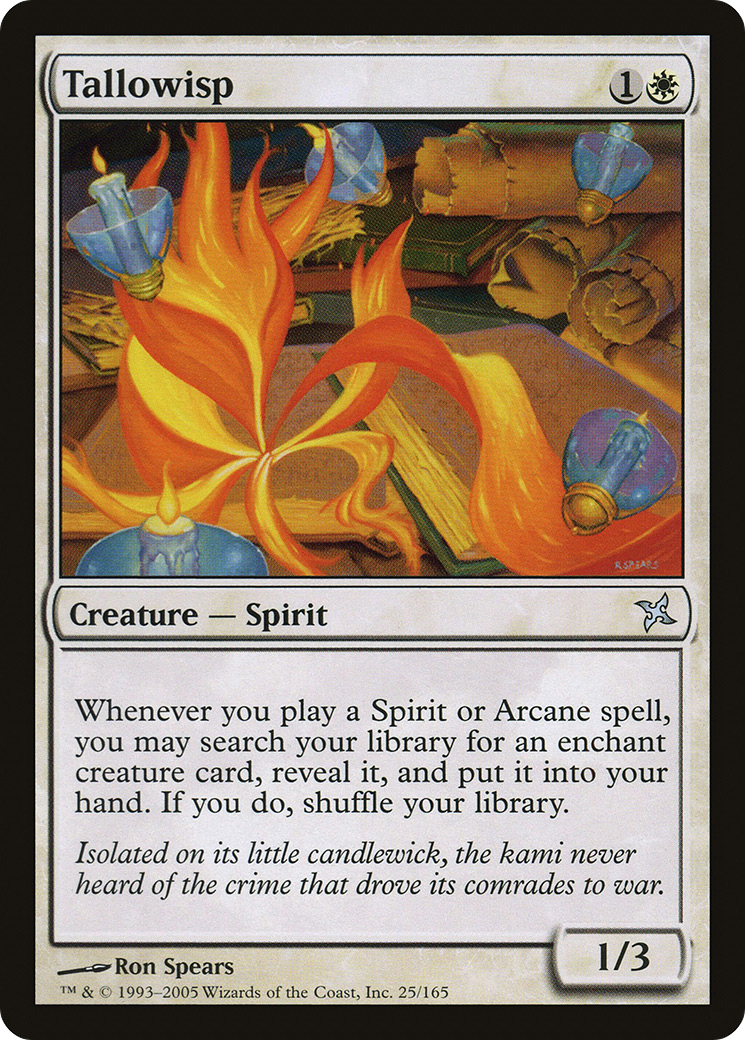 Tallowisp
1
R. SPEARS
Creature — Spirit
Whenever you play a Spirit or Arcane spell,
you may search your library for an enchant
creature card, reveal it, and put it into your
hand. If you do, shuffle your library.
Isolated on its little candlewick, the kami never
heard of the crime that drove its comrades to war.
1/3
Ron Spears
™ & © 1993–2005 Wizards of the Coast, Inc. 25/165